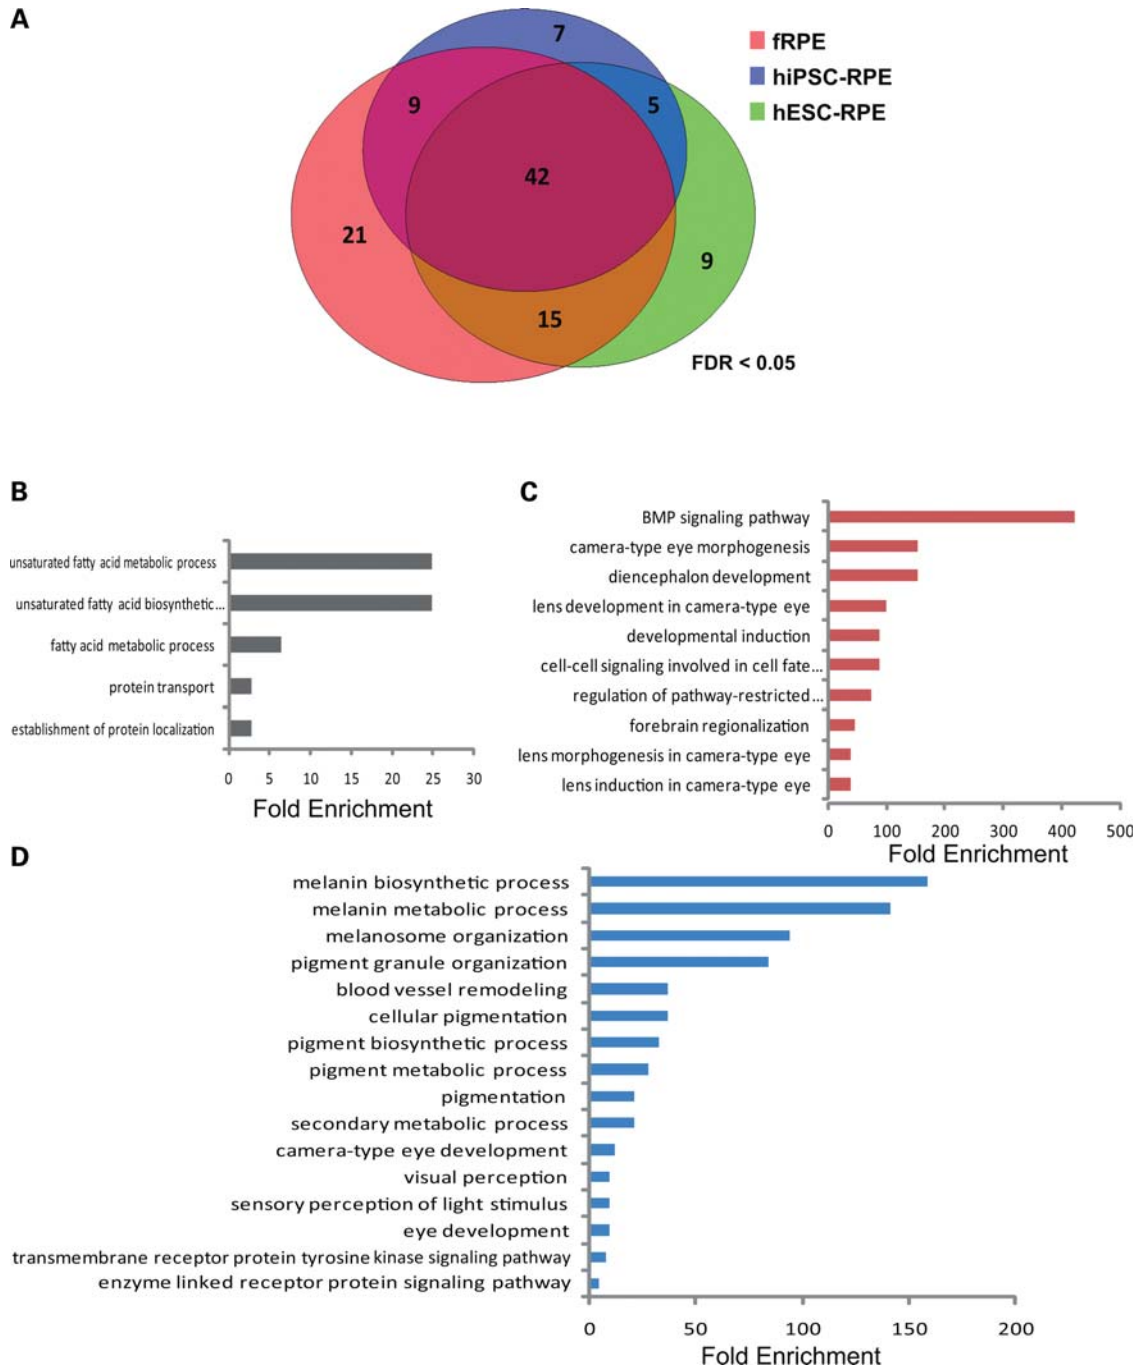 A
7
fRPE
hiPSC-RPE
hESC-RPE
9
5
42
21
9
15
FDR < 0.05
B
unsaturated fatty acid metabolic process
unsaturated fatty acid biosynthetic...
fatty acid metabolic process
protein transport
establishment of protein localization
0 5 10 15 20 25 30
Fold Enrichment
C
BMP signaling pathway
camera-type eye morphogenesis
diencephalon development
lens development in camera-type eye
developmental induction
cell-cell signaling involved in cell fate...
regulation of pathway-restricted...
forebrain regionalization
lens morphogenesis in camera-type eye
lens induction in camera-type eye
0 100 200 300 400 500
Fold Enrichment
D
melanin biosynthetic process
melanin metabolic process
melanosome organization
pigment granule organization
blood vessel remodeling
cellular pigmentation
pigment biosynthetic process
pigment metabolic process
pigmentation
secondary metabolic process
camera-type eye development
visual perception
sensory perception of light stimulus
eye development
transmembrane receptor protein tyrosine kinase signaling pathway
enzyme linked receptor protein signaling pathway
0 50 100 150 200
Fold Enrichment